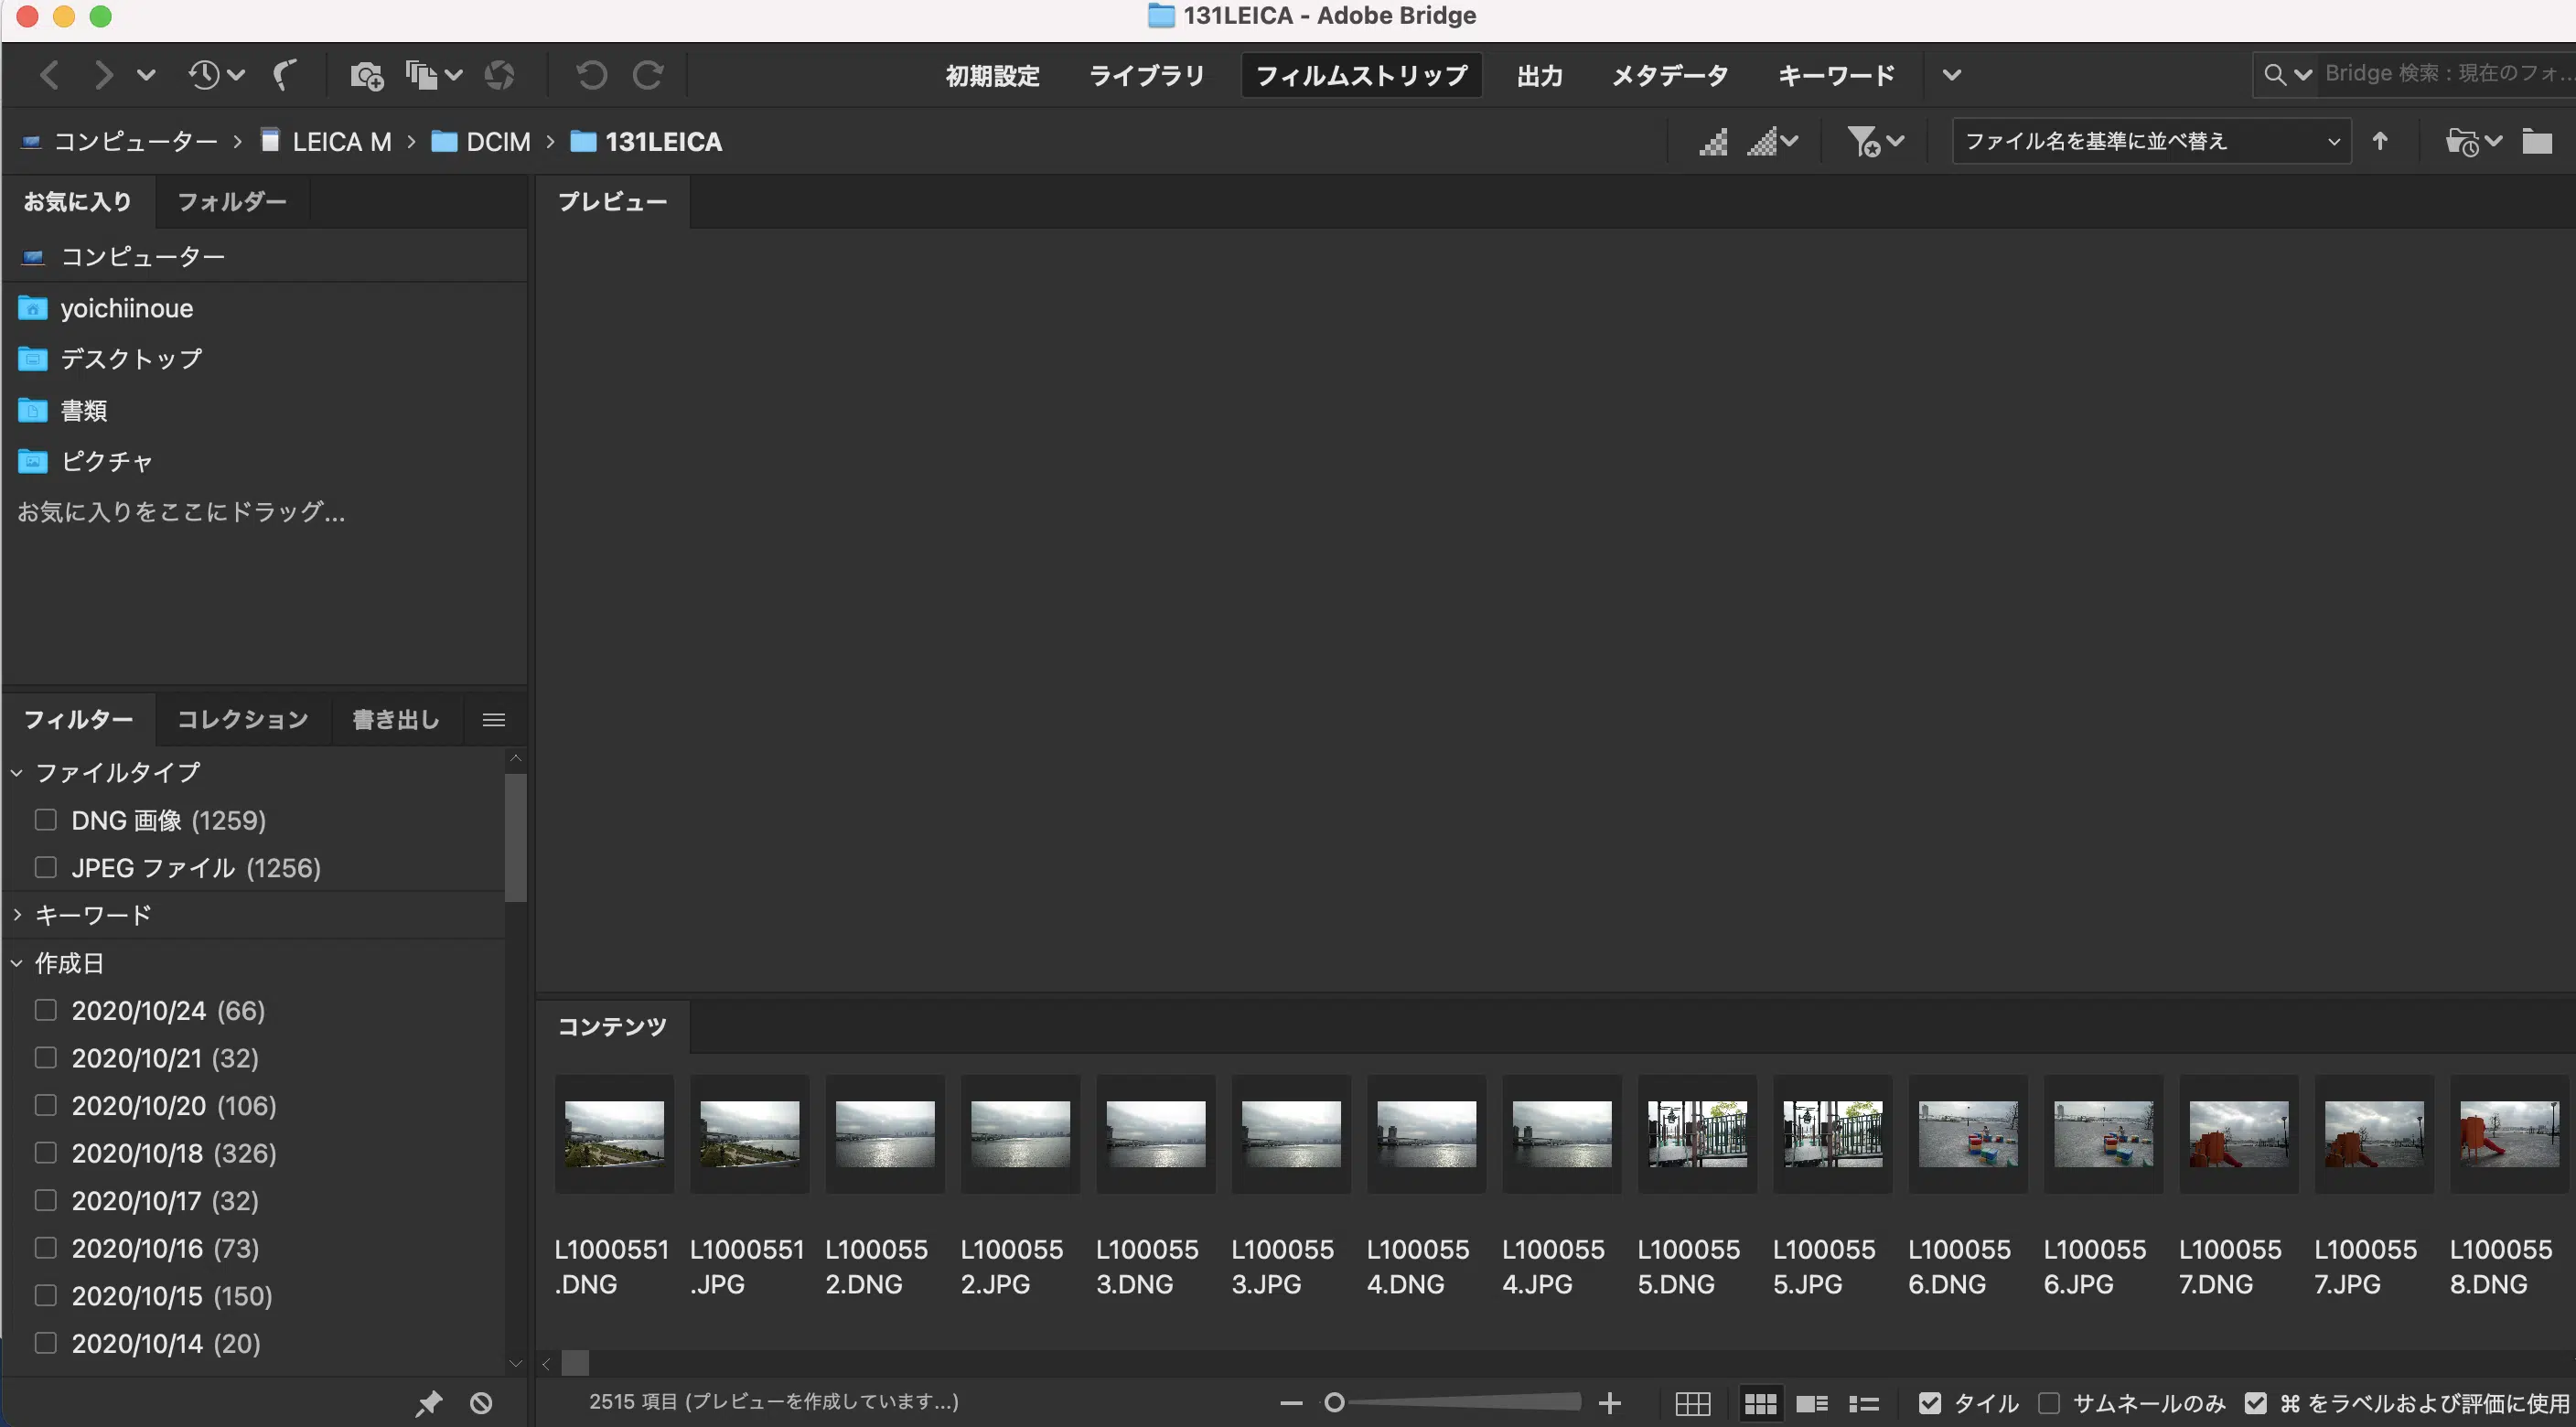 131LEICA - Adobe Bridge
初期設定 ライブラリ フィルムストリップ 出力 メタデータ キーワード
Bridge 検索：現在のフォ...
コンピューター › LEICA M › DCIM › 131LEICA
ファイル名を基準に並べ替え
お気に入り フォルダー
コンピューター
yoichiinoue
デスクトップ
書類
ピクチャ
お気に入りをここにドラッグ...
プレビュー
フィルター コレクション 書き出し
ファイルタイプ
DNG 画像 (1259)
JPEG ファイル (1256)
キーワード
作成日
2020/10/24 (66)
2020/10/21 (32)
2020/10/20 (106)
2020/10/18 (326)
2020/10/17 (32)
2020/10/16 (73)
2020/10/15 (150)
2020/10/14 (20)
コンテンツ
L1000551.DNG
L1000551.JPG
L1000552.DNG
L1000552.JPG
L1000553.DNG
L1000553.JPG
L1000554.DNG
L1000554.JPG
L1000555.DNG
L1000555.JPG
L1000556.DNG
L1000556.JPG
L1000557.DNG
L1000557.JPG
L1000558.DNG
2515 項目 (プレビューを作成しています...)
タイル サムネールのみ ⌘ をラベルおよび評価に使用